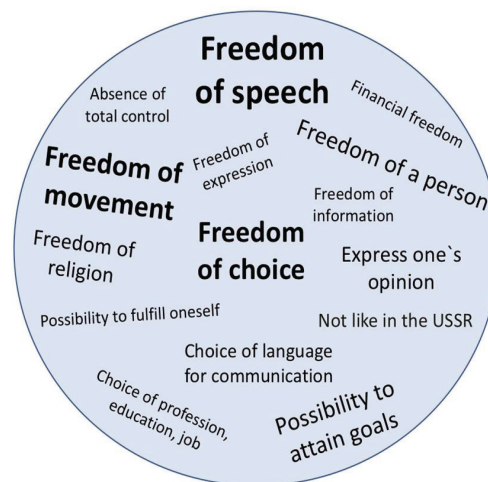 Freedom
of speech
Absence of
total control
Financial freedom
Freedom of
expression
Freedom of a person
Freedom of
movement
Freedom of
information
Freedom
of choice
Freedom of
religion
Express one`s
opinion
Possibility to fulfill oneself
Not like in the USSR
Choice of language
for communication
Choice of profession,
education, job
Possibility to
attain goals